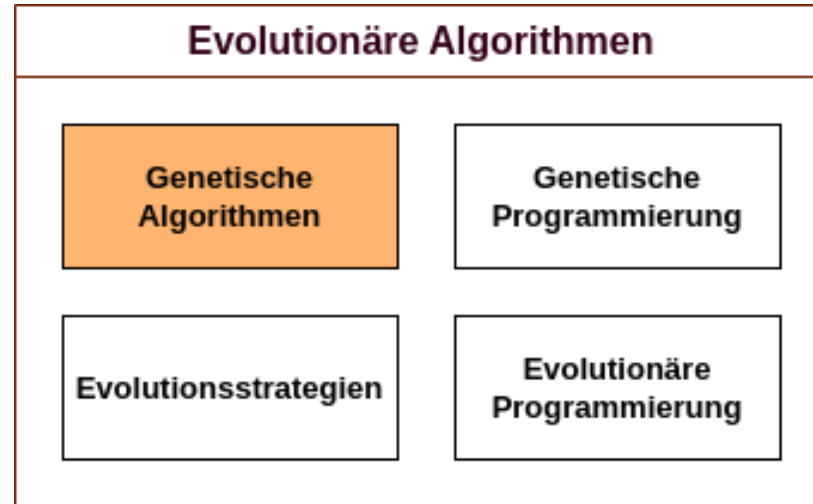 Evolutionäre Algorithmen
Genetische
Algorithmen
Genetische
Programmierung
Evolutionsstrategien
Evolutionäre
Programmierung